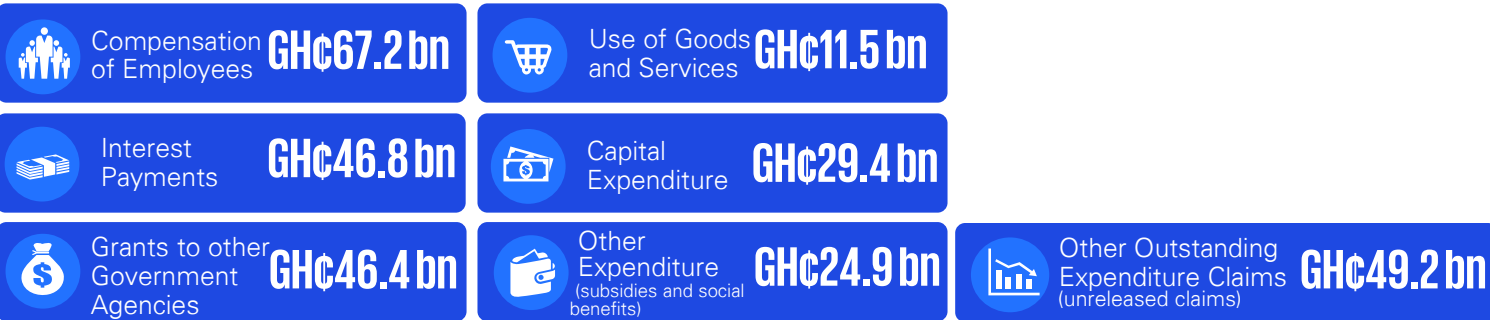 Compensation
of Employees
GH₵67.2 bn
Use of Goods
and Services
GH₵11.5 bn
Interest
Payments
GH₵46.8 bn
Capital
Expenditure
GH₵29.4 bn
Grants to other
Government
Agencies
GH₵46.4 bn
Other
Expenditure
(subsidies and social
benefits)
GH₵24.9 bn
Other Outstanding
Expenditure Claims
(unreleased claims)
GH₵49.2 bn